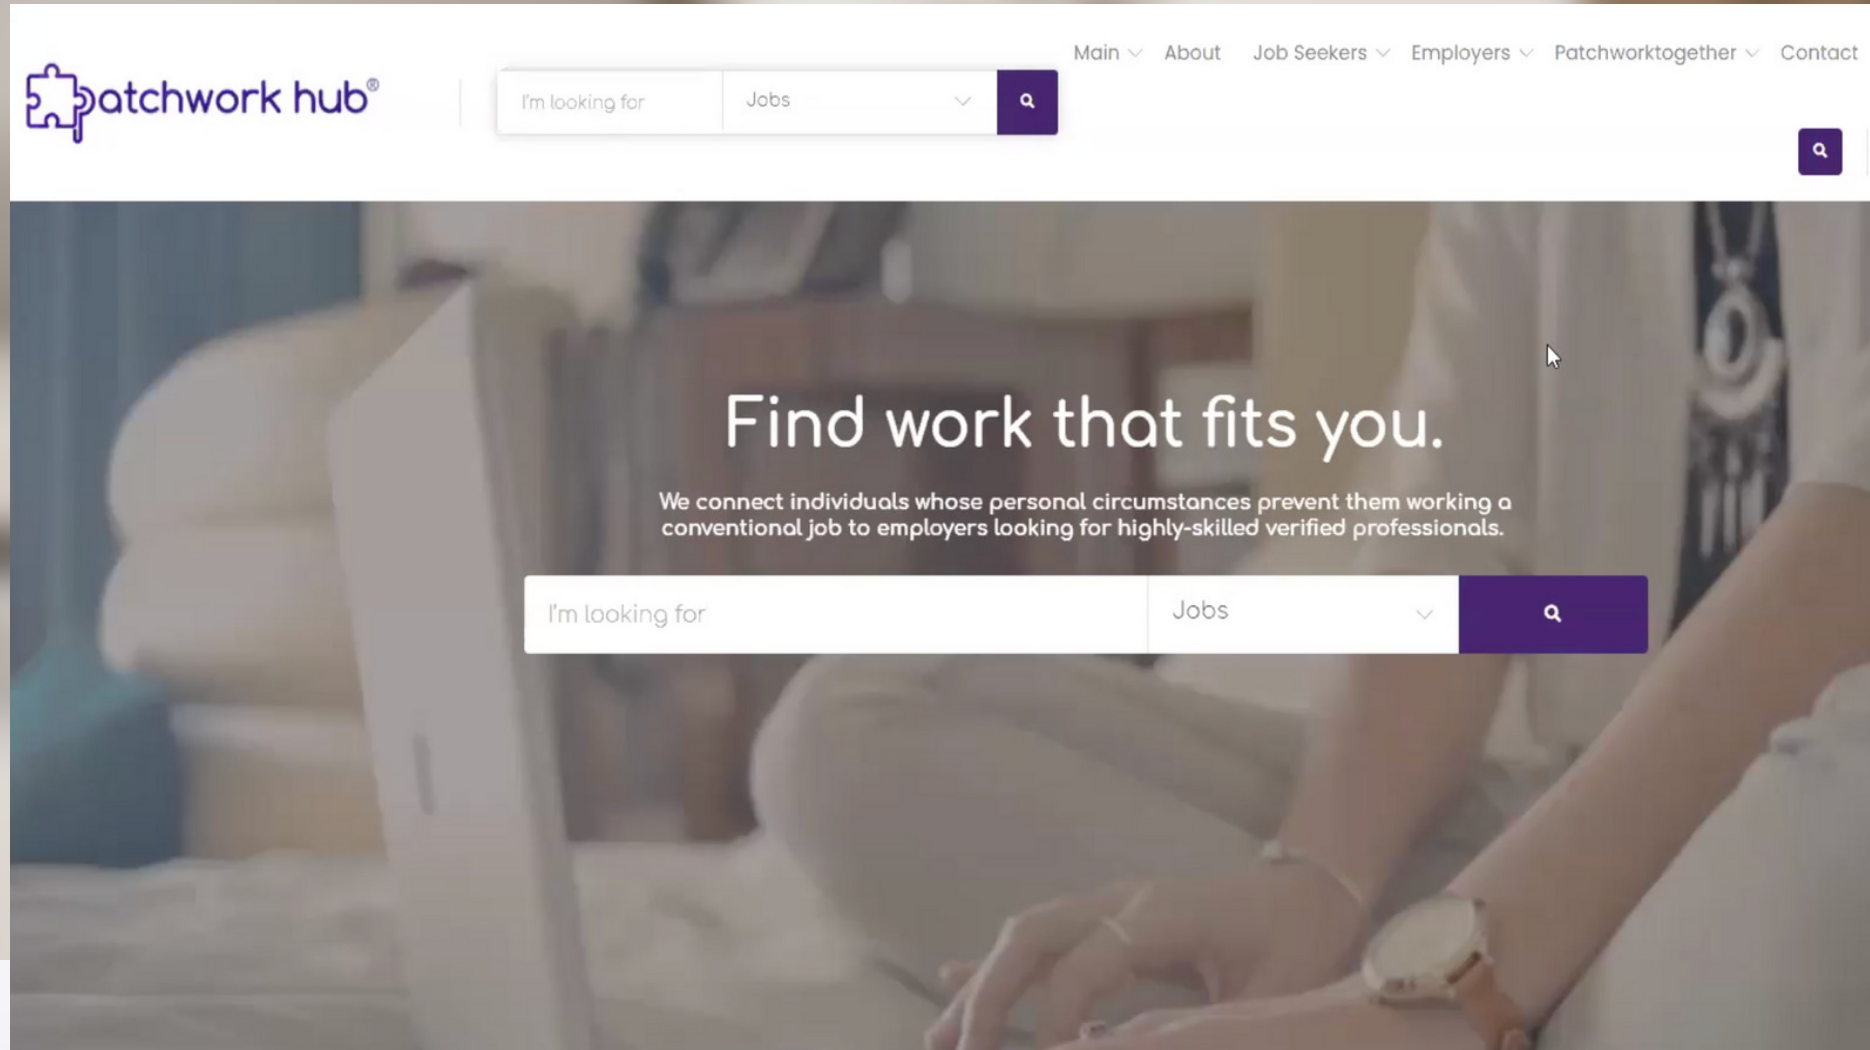 patchwork hub®
I'm looking for
Jobs
Main
About
Job Seekers
Employers
Patchworktogether
Contact
Find work that fits you.
We connect individuals whose personal circumstances prevent them working a
conventional job to employers looking for highly-skilled verified professionals.
I'm looking for
Jobs